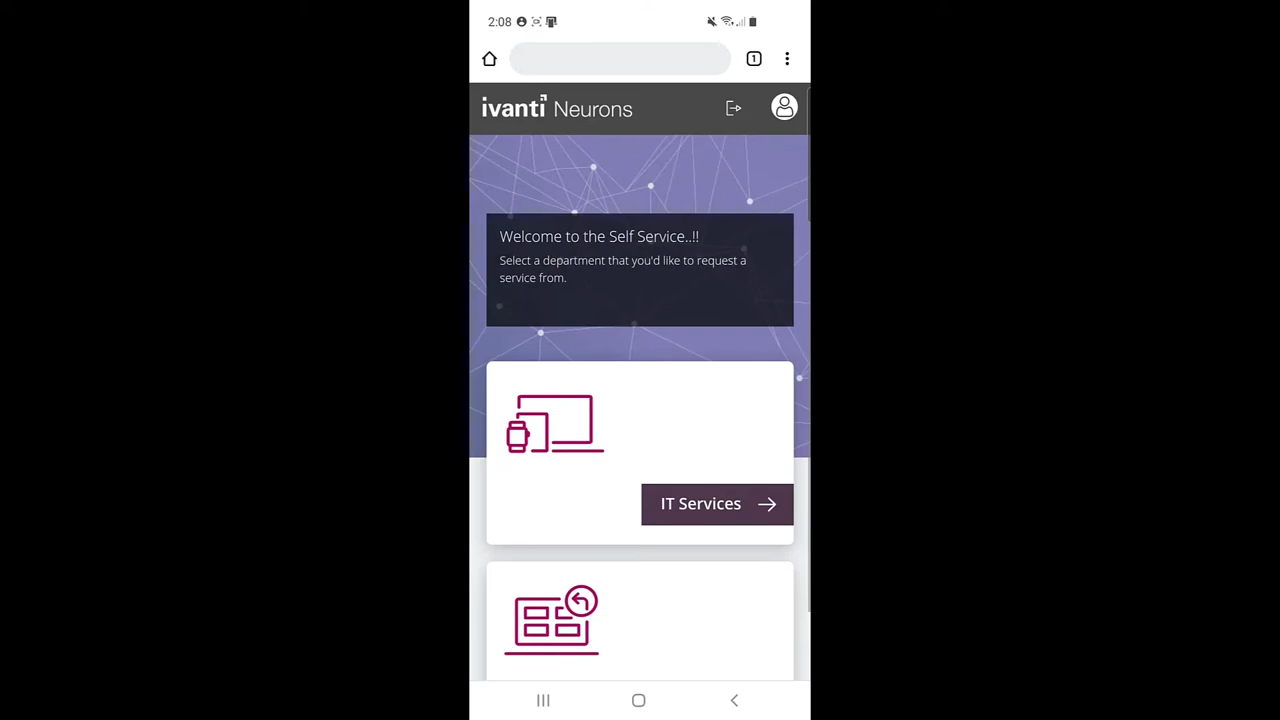 2:08
1
ivanti Neurons
Welcome to the Self Service..!!
Select a department that you'd like to request a
service from.
IT Services